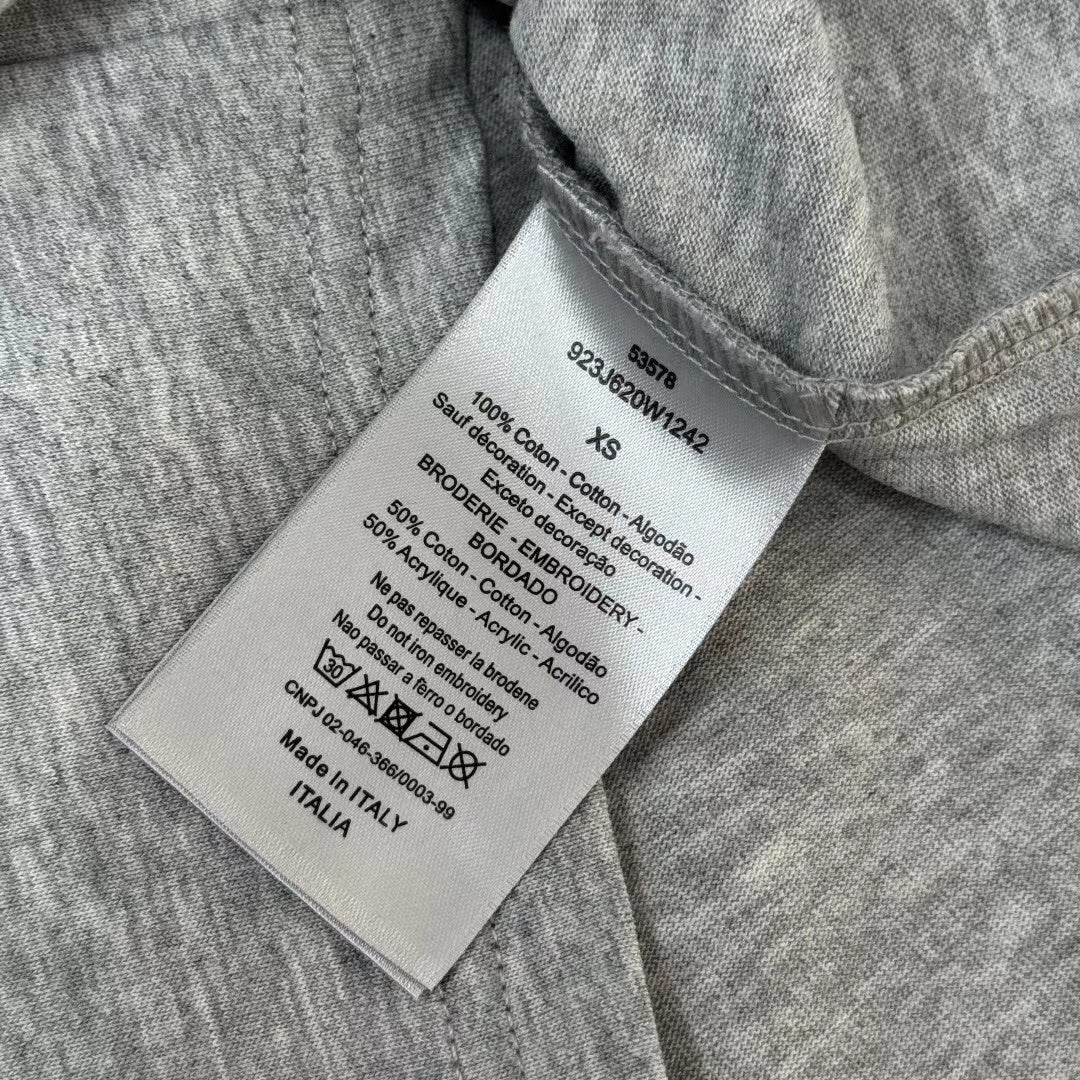 53578
923J620W1242
XS
100% Coton - Cotton - Algodão
Sauf décoration - Except decoration -
Exceto decoração
BRODERIE - EMBROIDERY -
BORDADO
50% Coton - Cotton - Algodão
50% Acrylique - Acrylic - Acrilico
Ne pas repasser la brodene
Do not iron embroidery
Nao passar a fèrro o bordado
30
CNPJ 02-046-366/0003-99
Made In ITALY
ITALIA